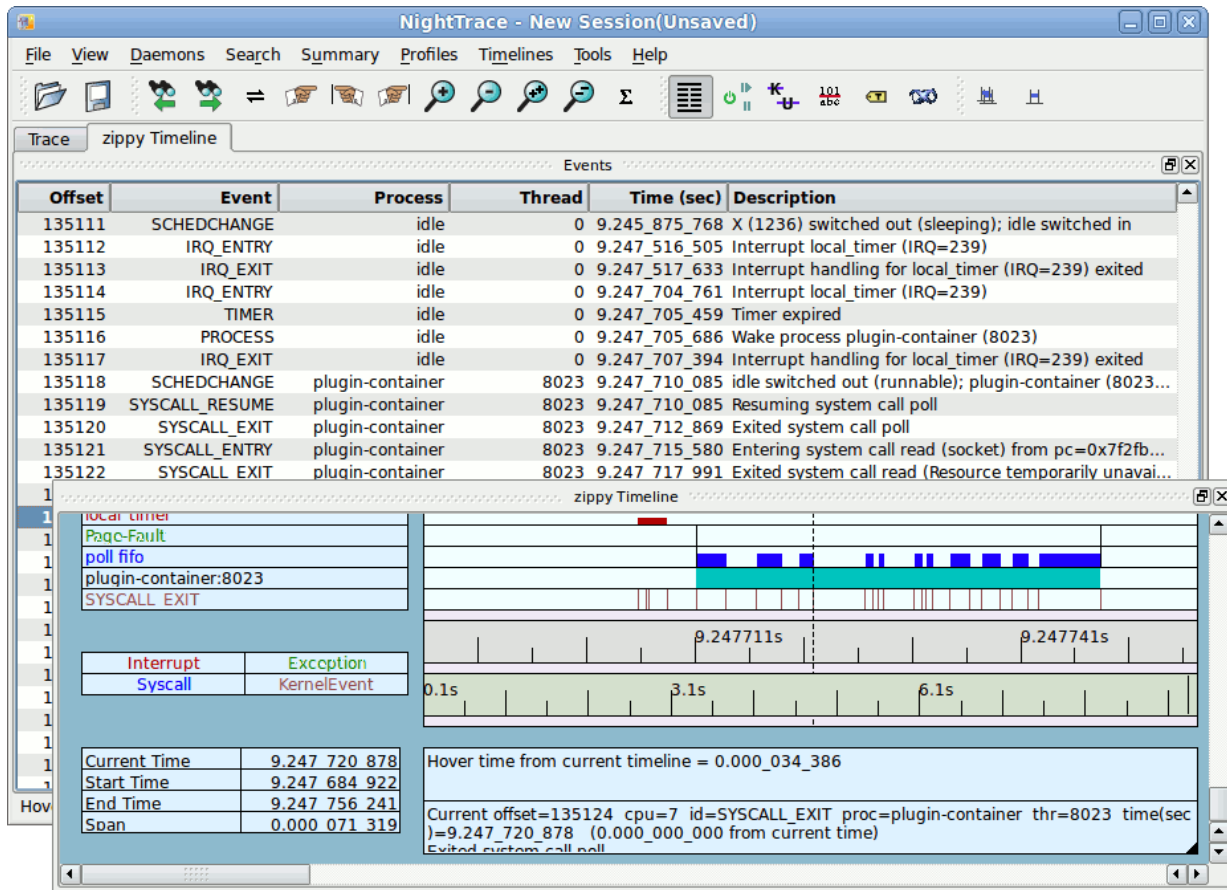 NightTrace - New Session(Unsaved)
File View Daemons Search Summary Profiles Timelines Tools Help
Trace zippy Timeline
Events
Offset Event Process Thread Time (sec) Description
135111 SCHEDCHANGE idle 0 9.245_875_768 X (1236) switched out (sleeping); idle switched in
135112 IRQ_ENTRY idle 0 9.247_516_505 Interrupt local_timer (IRQ=239)
135113 IRQ_EXIT idle 0 9.247_517_633 Interrupt handling for local_timer (IRQ=239) exited
135114 IRQ_ENTRY idle 0 9.247_704_761 Interrupt local_timer (IRQ=239)
135115 TIMER idle 0 9.247_705_459 Timer expired
135116 PROCESS idle 0 9.247_705_686 Wake process plugin-container (8023)
135117 IRQ_EXIT idle 0 9.247_707_394 Interrupt handling for local_timer (IRQ=239) exited
135118 SCHEDCHANGE plugin-container 8023 9.247_710_085 idle switched out (runnable); plugin-container (8023...
135119 SYSCALL_RESUME plugin-container 8023 9.247_710_085 Resuming system call poll
135120 SYSCALL_EXIT plugin-container 8023 9.247_712_869 Exited system call poll
135121 SYSCALL_ENTRY plugin-container 8023 9.247_715_580 Entering system call read (socket) from pc=0x7f2fb...
135122 SYSCALL_EXIT plugin-container 8023 9.247_717_991 Exited system call read (Resource temporarily unavai...
zippy Timeline
local timer
Page-Fault
poll fifo
plugin-container:8023
SYSCALL_EXIT
9.247711s 9.247741s
Interrupt Exception
Syscall KernelEvent
0.1s 3.1s 6.1s
Current Time 9.247_720_878
Start Time 9.247_684_922
End Time 9.247_756_241
Span 0.000_071_319
Hover time from current timeline = 0.000_034_386
Current offset=135124 cpu=7 id=SYSCALL_EXIT proc=plugin-container thr=8023 time(sec
)=9.247_720_878 (0.000_000_000 from current time)
Exited system call poll
Hov